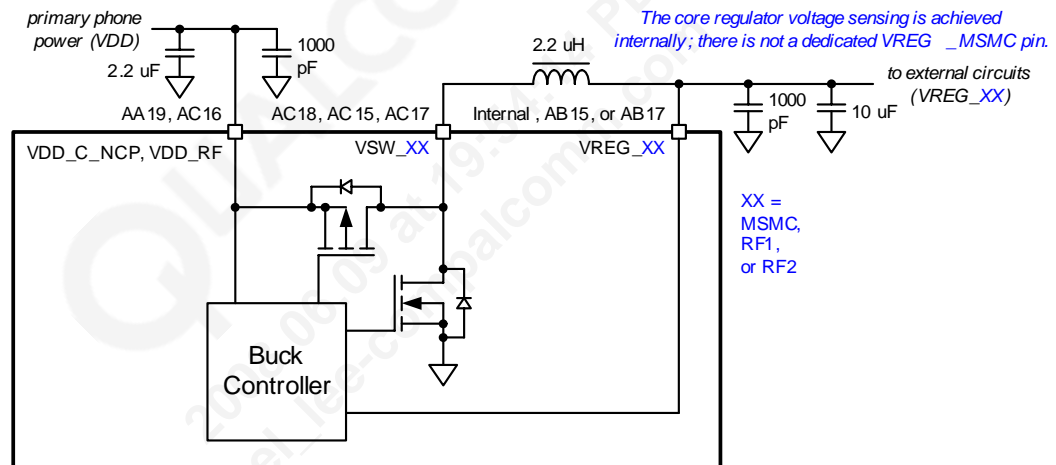 primary phone
power (VDD)
2.2 uF
1000
pF
The core regulator voltage sensing is achieved
internally; there is not a dedicated VREG _MSMC pin.
2.2 uH
to external circuits
(VREG_XX)
1000
pF
10 uF
AA19, AC16
AC18, AC15, AC17
Internal , AB15, or AB17
VDD_C_NCP, VDD_RF
VSW_XX
VREG_XX
XX =
MSMC,
RF1,
or RF2
Buck
Controller
QUALCOMM